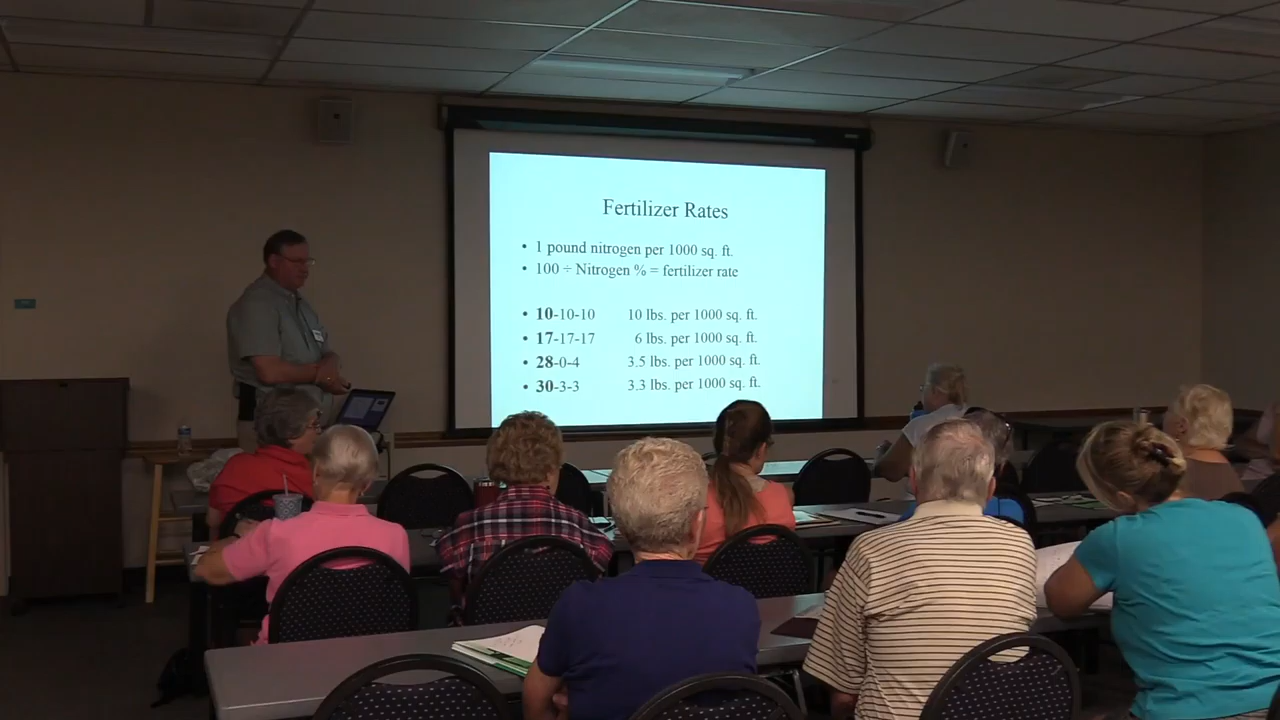 Fertilizer Rates
• 1 pound nitrogen per 1000 sq. ft.
• 100 ÷ Nitrogen % = fertilizer rate
• 10-10-10 10 lbs. per 1000 sq. ft.
• 17-17-17 6 lbs. per 1000 sq. ft.
• 28-0-4 3.5 lbs. per 1000 sq. ft.
• 30-3-3 3.3 lbs. per 1000 sq. ft.